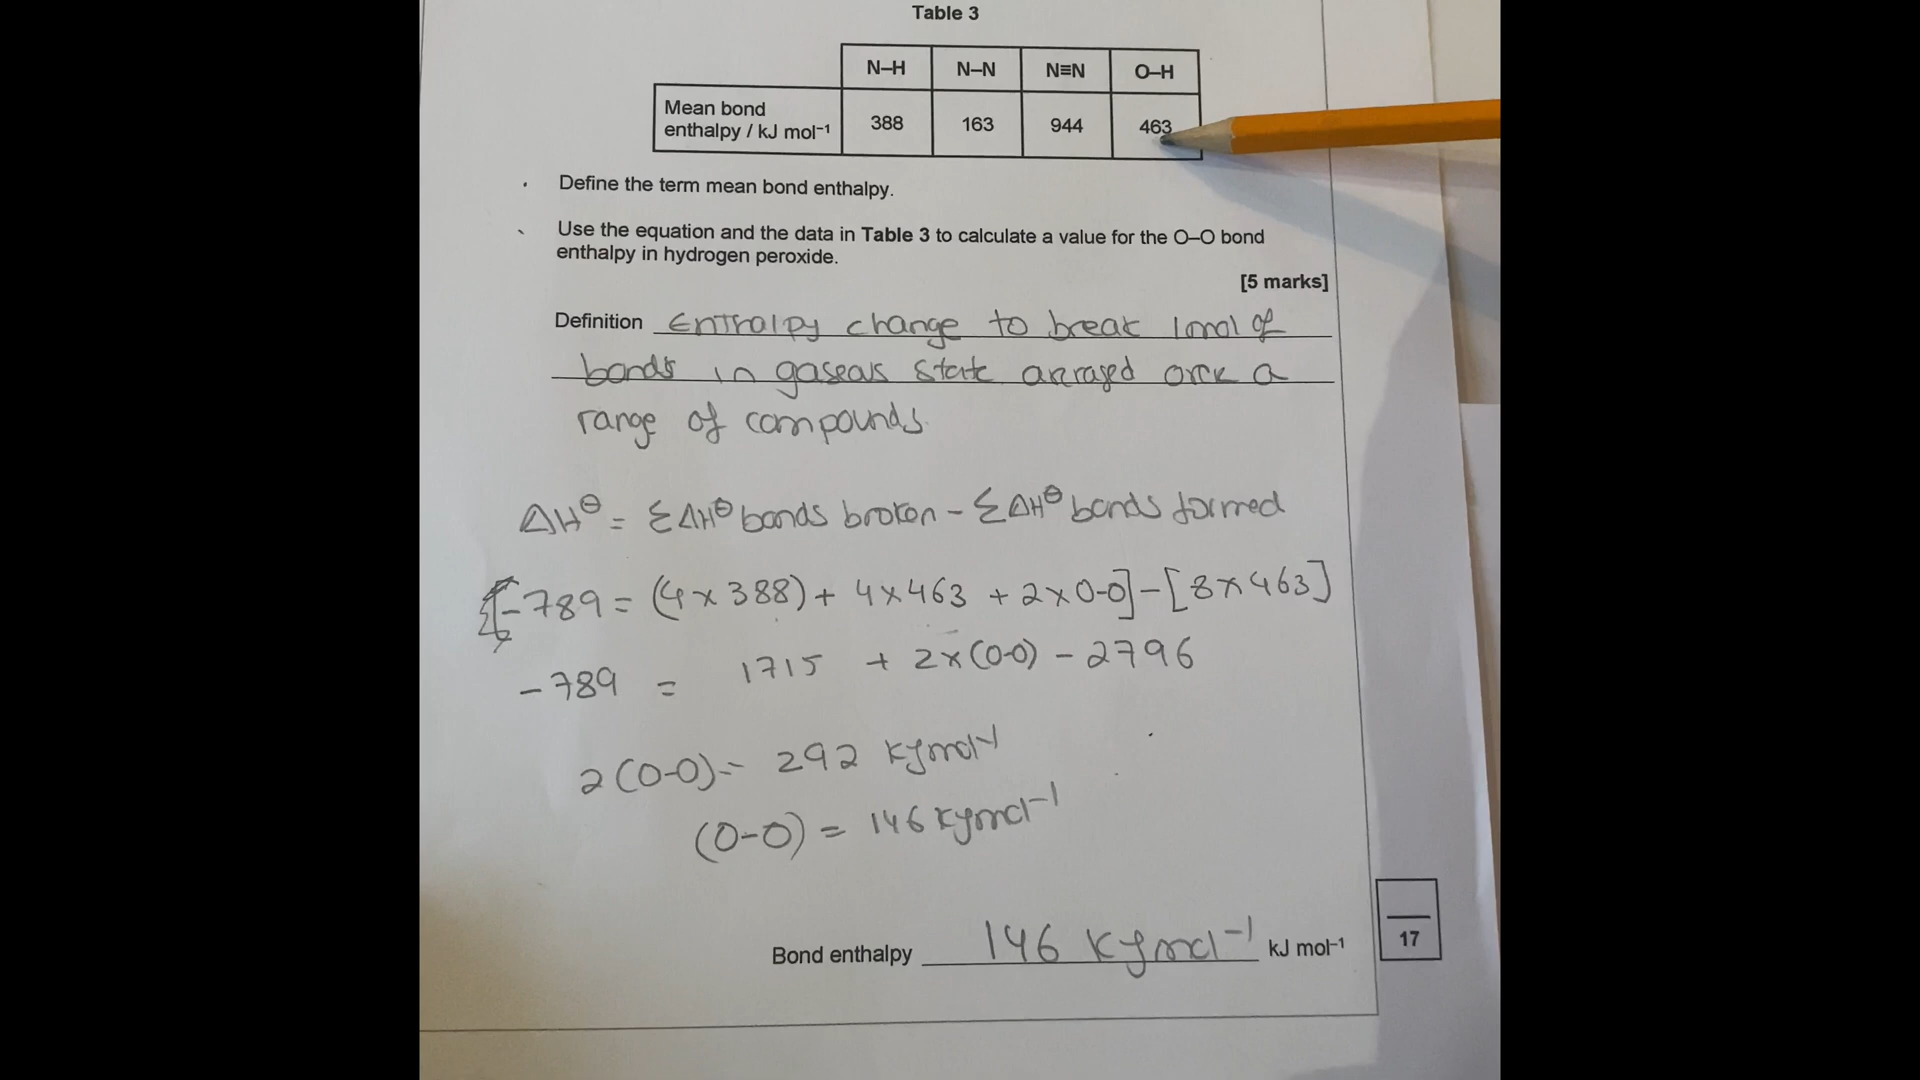 Table 3
N–H N–N N≡N O–H
Mean bond
enthalpy / kJ mol⁻¹ 388 163 944 463
Define the term mean bond enthalpy.
Use the equation and the data in Table 3 to calculate a value for the O–O bond
enthalpy in hydrogen peroxide.
[5 marks]
Definition Enthalpy change to break 1mol of
bonds in gaseous state averaged over a
range of compounds.
ΔH⊖ = ΣΔH⊖ bonds broken – ΣΔH⊖ bonds formed
[-789 = (4 x 388) + 4 x 463 + 2 x O-O] – [8 x 463]
-789 = 1715 + 2x(O-O) – 2796
2(O-O) = 292 kJmol⁻¹
(O-O) = 146 kJmol⁻¹
Bond enthalpy 146 kJmol⁻¹ kJ mol⁻¹
17